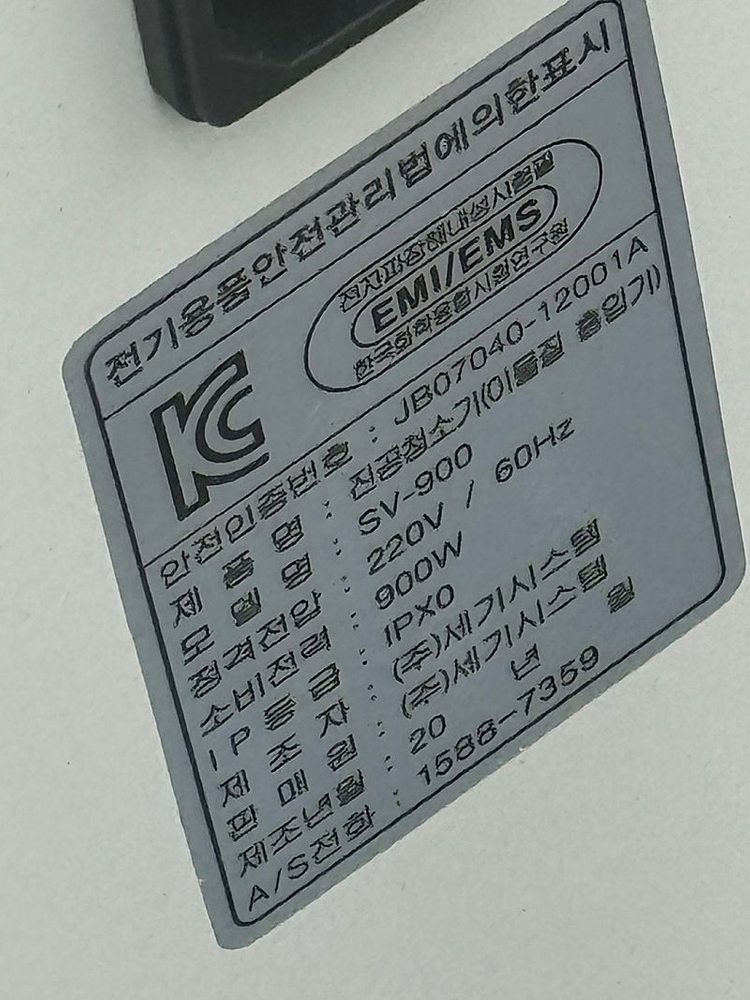 전기용품안전관리법에의한표시
KC
전자파장해내성시험필
EMI/EMS
한국화학융합시험연구원
안전인증번호 : JB07040-12001A
제 품 명 : 진공청소기(이동형 흡입기)
모 델 명 : SV-900
정격전압 : 220V / 60Hz
소비전력 : 900W
I P 등 급 : IPX0
제 조 자 : (주)세기시스템
판 매 원 : (주)세기시스템
제조년월 : 20 년 월
A/S전화 : 1588-7359